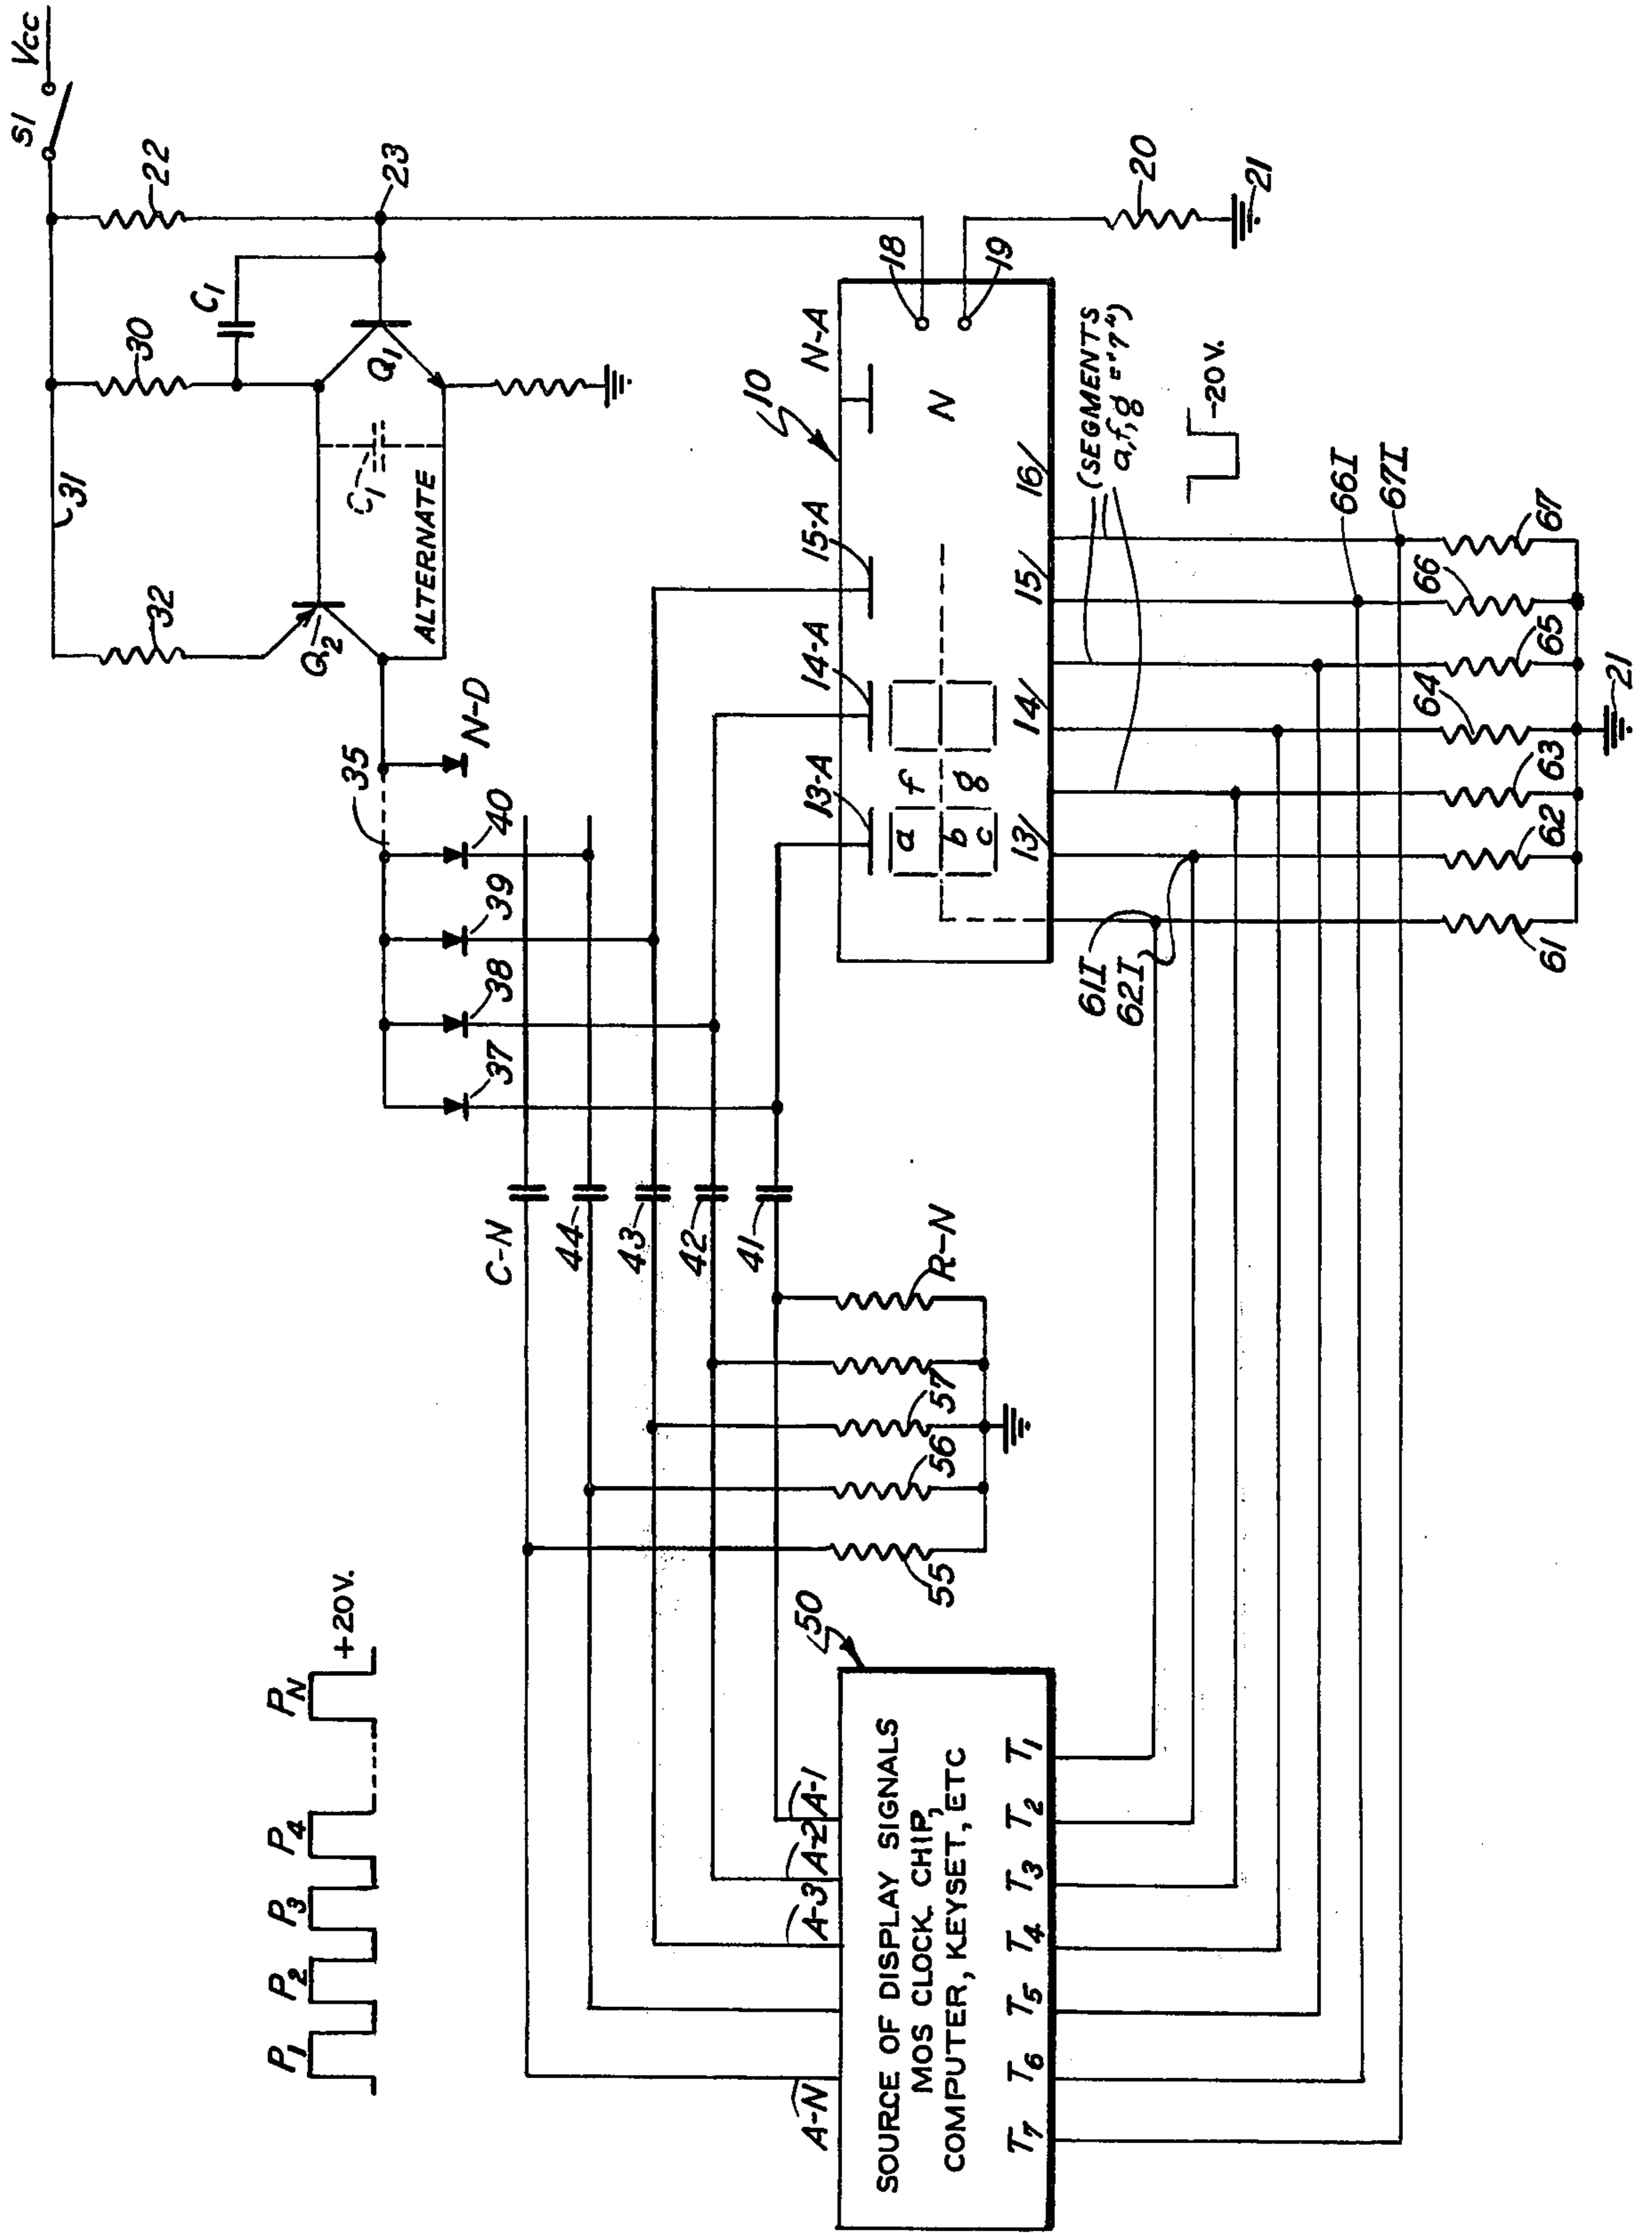 S1
Vcc
22
30
31
32
C1
23
Q1
Q2
C1
ALTERNATE
N-D
35
40
39
38
37
18
19
20
21
10
N-A
15-A
14-A
13-A
N
a
f
b
g
c
13
14
15
16
(SEGMENTS
a,f,g = "7")
-20V.
61I
62I
66I
67I
61
62
63
64
65
66
67
21
C-N
44
43
42
41
R-N
57
56
55
P1
P2
P3
P4
PN
+20V.
50
A-N
A-3
A-2
A-1
SOURCE OF DISPLAY SIGNALS
MOS CLOCK CHIP,
COMPUTER, KEYSET, ETC
T7
T6
T5
T4
T3
T2
T1